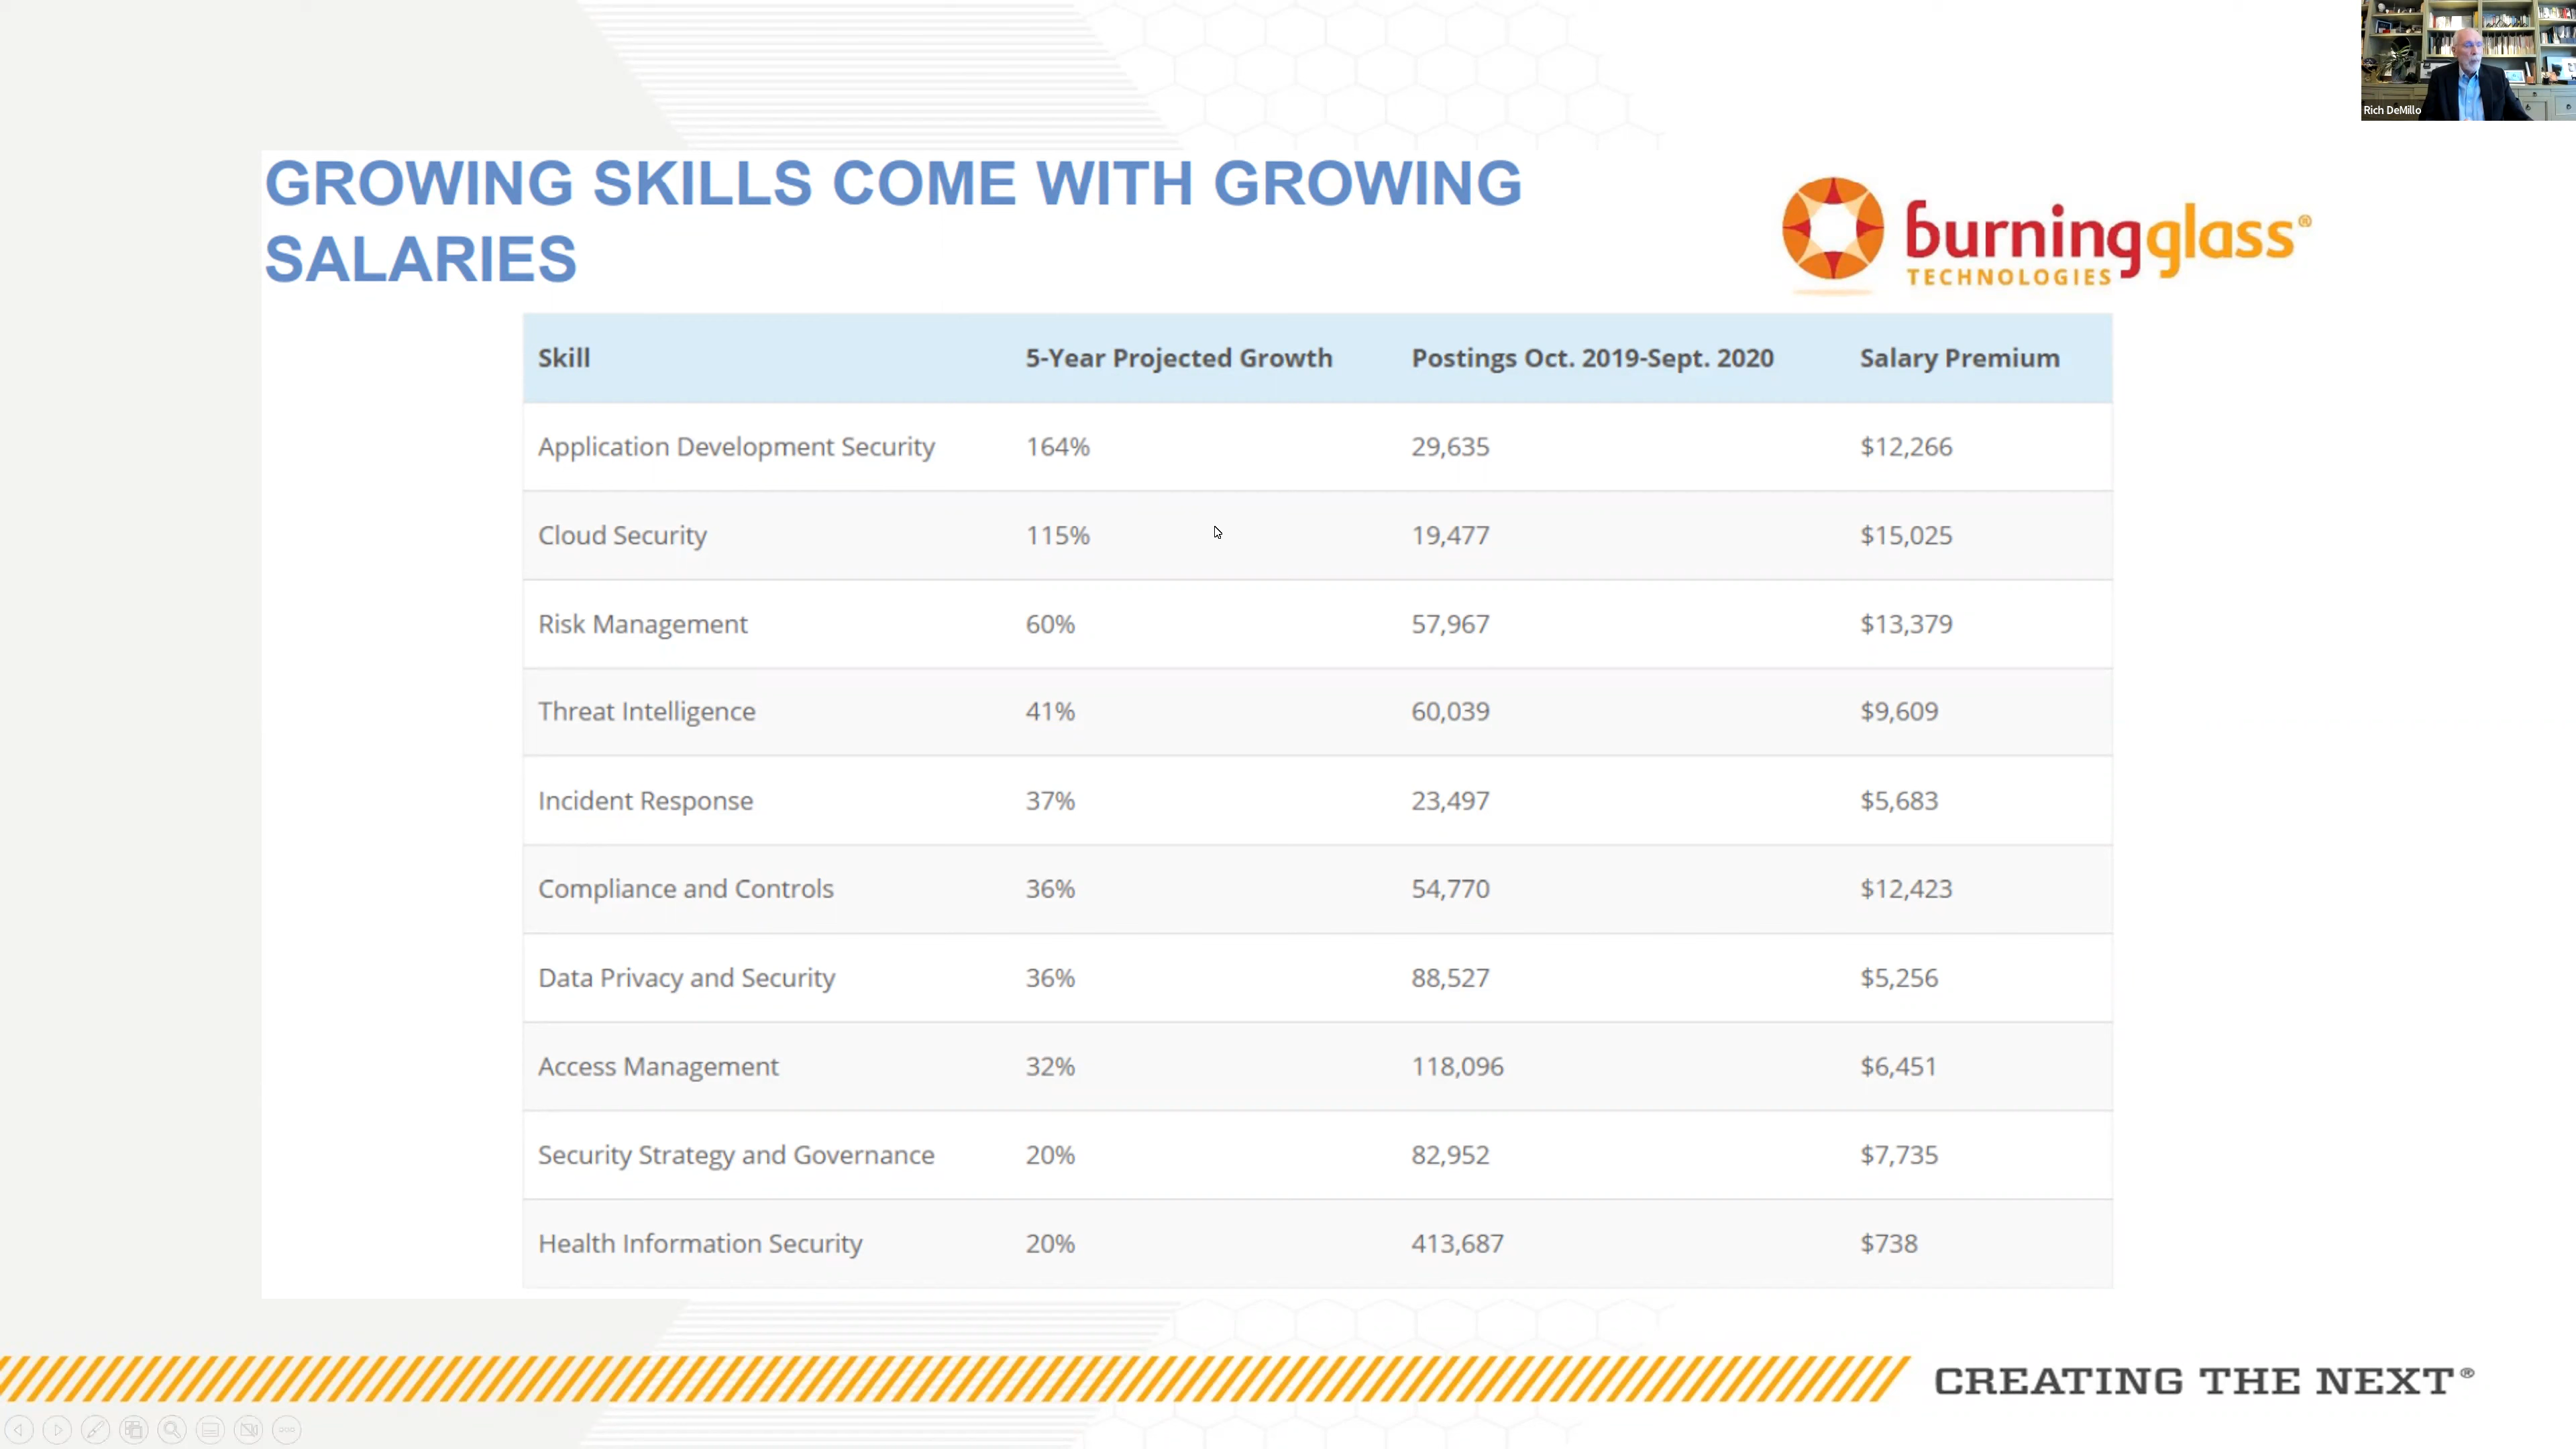 Rich DeMillo
GROWING SKILLS COME WITH GROWING
SALARIES
burningglass®
TECHNOLOGIES
Skill 5-Year Projected Growth Postings Oct. 2019-Sept. 2020 Salary Premium
Application Development Security 164% 29,635 $12,266
Cloud Security 115% 19,477 $15,025
Risk Management 60% 57,967 $13,379
Threat Intelligence 41% 60,039 $9,609
Incident Response 37% 23,497 $5,683
Compliance and Controls 36% 54,770 $12,423
Data Privacy and Security 36% 88,527 $5,256
Access Management 32% 118,096 $6,451
Security Strategy and Governance 20% 82,952 $7,735
Health Information Security 20% 413,687 $738
CREATING THE NEXT®